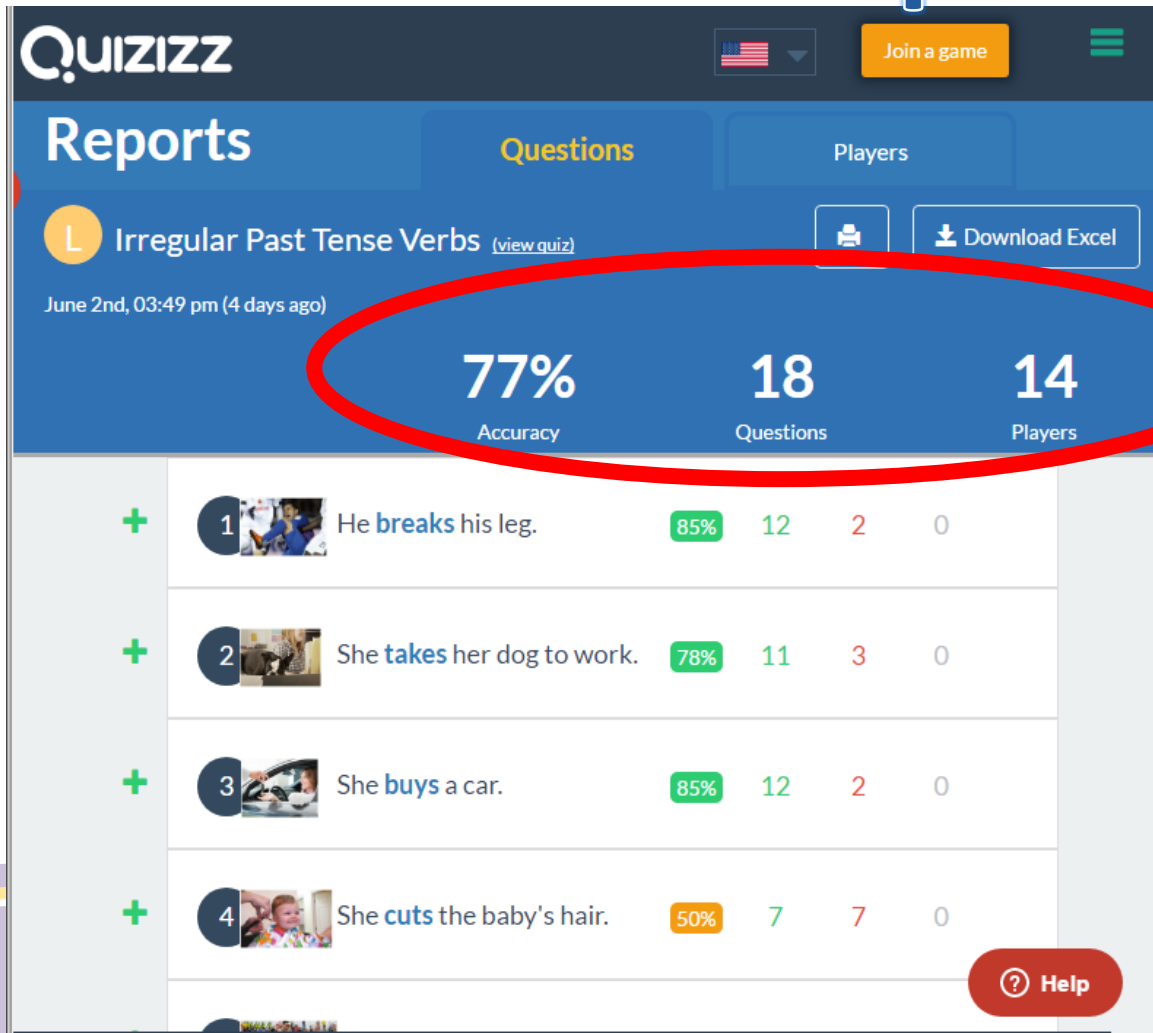 Quizizz
Join a game
Reports
Questions
Players
L
Irregular Past Tense Verbs (view quiz)
Download Excel
June 2nd, 03:49 pm (4 days ago)
77%
18
14
Accuracy
Questions
Players
1 He breaks his leg. 85% 12 2 0
2 She takes her dog to work. 78% 11 3 0
3 She buys a car. 85% 12 2 0
4 She cuts the baby's hair. 50% 7 7 0
? Help